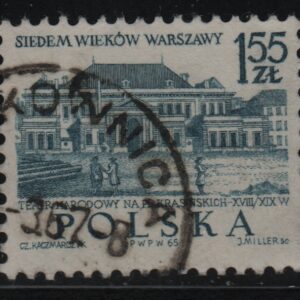 SIEDEM WIEKÓW WARSZAWY
1.55
ZŁ
TEATR NARODOWY NA PL. KRASIŃSKICH - XVIII/XIX W
POLSKA
CZ. KACZMARCZYK PWPW 65 J. MILLER sc